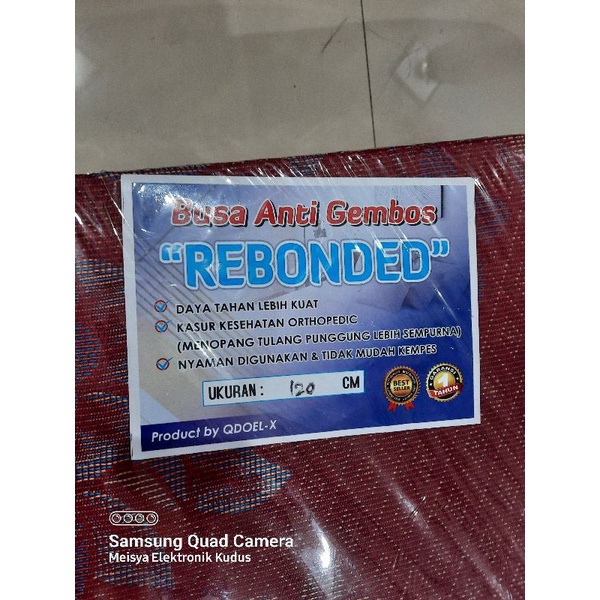 Busa Anti Gembos
"REBONDED"
DAYA TAHAN LEBIH KUAT
KASUR KESEHATAN ORTHOPEDIC
(MENOPANG TULANG PUNGGUNG LEBIH SEMPURNA)
NYAMAN DIGUNAKAN & TIDAK MUDAH KEMPES
UKURAN : 120 CM
BEST
SELLER
GARANSI
1
TAHUN
Product by QDOEL-X
Samsung Quad Camera
Meisya Elektronik Kudus